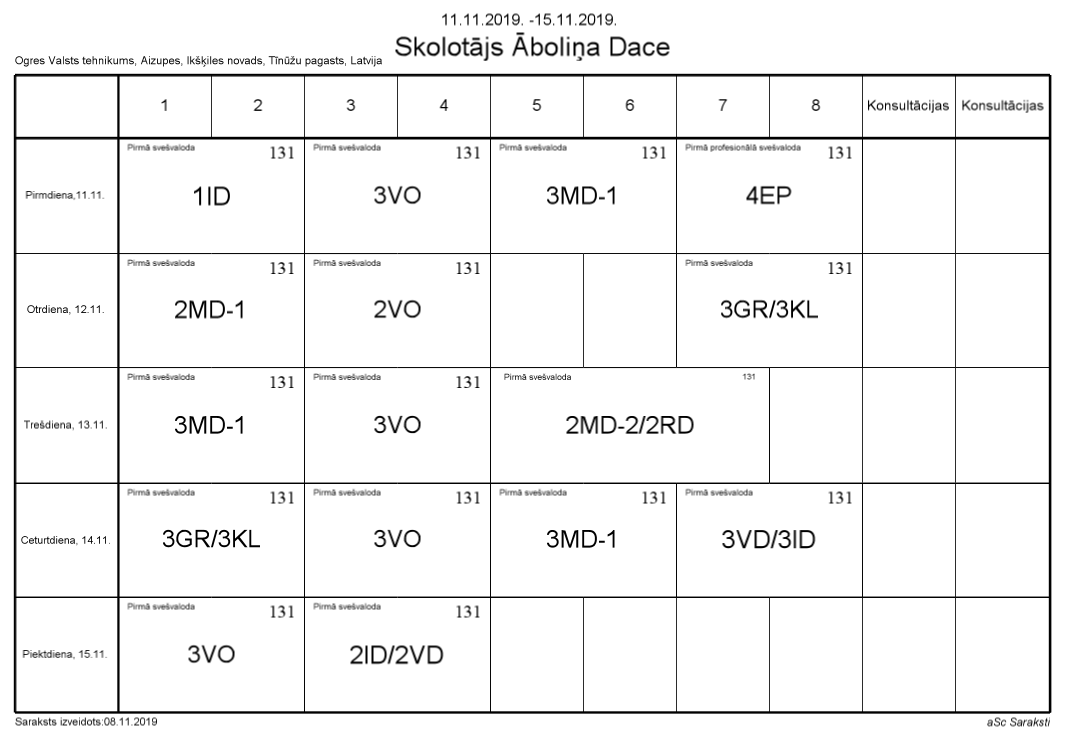 11.11.2019. -15.11.2019.
Skolotājs Āboliņa Dace
Ogres Valsts tehnikums, Aizupes, Ikšķiles novads, Tīnūžu pagasts, Latvija
1 2 3 4 5 6 7 8 Konsultācijas Konsultācijas
Pirmā svešvaloda 131 Pirmā svešvaloda 131 Pirmā svešvaloda 131 Pirmā profesionālā svešvaloda 131
Pirmdiena,11.11. 1ID 3VO 3MD-1 4EP
Pirmā svešvaloda 131 Pirmā svešvaloda 131 Pirmā svešvaloda 131
Otrdiena, 12.11. 2MD-1 2VO 3GR/3KL
Pirmā svešvaloda 131 Pirmā svešvaloda 131 Pirmā svešvaloda 131
Trešdiena, 13.11. 3MD-1 3VO 2MD-2/2RD
Pirmā svešvaloda 131 Pirmā svešvaloda 131 Pirmā svešvaloda 131 Pirmā svešvaloda 131
Ceturtdiena, 14.11. 3GR/3KL 3VO 3MD-1 3VD/3ID
Pirmā svešvaloda 131 Pirmā svešvaloda 131
Piektdiena, 15.11. 3VO 2ID/2VD
Saraksts izveidots:08.11.2019 aSc Saraksti